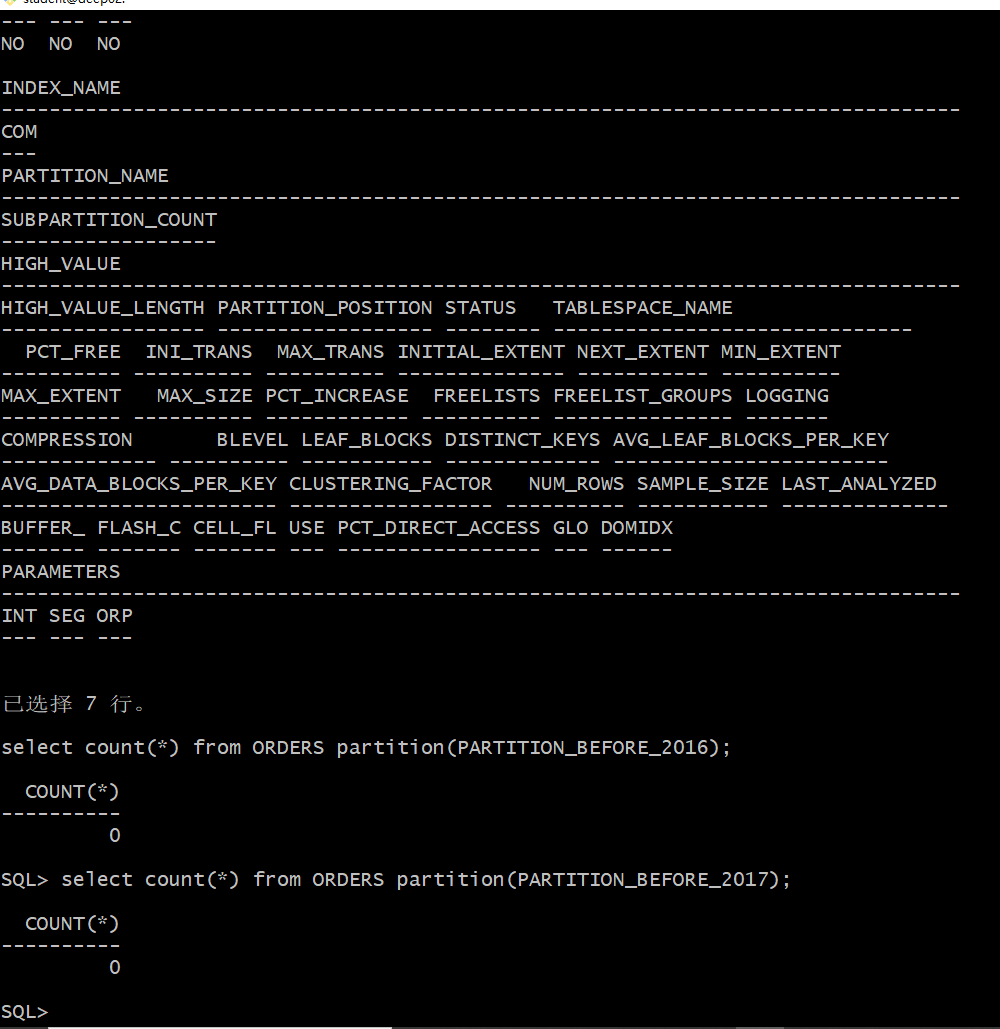 student@deep02:
--- --- ---
NO  NO  NO
INDEX_NAME
--------------------------------------------------------------------------------
COM
---
PARTITION_NAME
--------------------------------------------------------------------------------
SUBPARTITION_COUNT
------------------
HIGH_VALUE
--------------------------------------------------------------------------------
HIGH_VALUE_LENGTH PARTITION_POSITION STATUS   TABLESPACE_NAME
----------------- ------------------ -------- ------------------------------
  PCT_FREE  INI_TRANS  MAX_TRANS INITIAL_EXTENT NEXT_EXTENT MIN_EXTENT
---------- ---------- ---------- -------------- ----------- ----------
MAX_EXTENT   MAX_SIZE PCT_INCREASE  FREELISTS FREELIST_GROUPS LOGGING
---------- ---------- ------------ ---------- --------------- -------
COMPRESSION       BLEVEL LEAF_BLOCKS DISTINCT_KEYS AVG_LEAF_BLOCKS_PER_KEY
------------- ---------- ----------- ------------- -----------------------
AVG_DATA_BLOCKS_PER_KEY CLUSTERING_FACTOR   NUM_ROWS SAMPLE_SIZE LAST_ANALYZED
----------------------- ----------------- ---------- ----------- --------------
BUFFER_ FLASH_C CELL_FL USE PCT_DIRECT_ACCESS GLO DOMIDX
------- ------- ------- --- ----------------- --- ------
PARAMETERS
--------------------------------------------------------------------------------
INT SEG ORP
--- --- ---
已选择 7 行。
select count(*) from ORDERS partition(PARTITION_BEFORE_2016);
  COUNT(*)
----------
         0
SQL> select count(*) from ORDERS partition(PARTITION_BEFORE_2017);
  COUNT(*)
----------
         0
SQL>